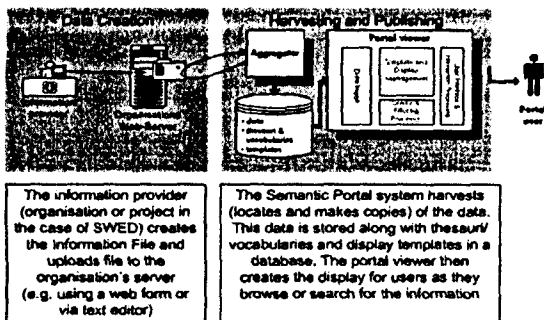 Data Creation
Harvesting and Publishing
Portal viewer
Aggregator
Portal
user
• data
• thesauri &
vocabularies
• templates
The information provider
(organisation or project in
the case of SWED) creates
the Information File and
uploads file to the
organisation's server
(e.g. using a web form or
via text editor)
The Semantic Portal system harvests
(locates and makes copies) of the data.
This data is stored along with thesauri/
vocabularies and display templates in a
database. The portal viewer then
creates the display for users as they
browse or search for the information